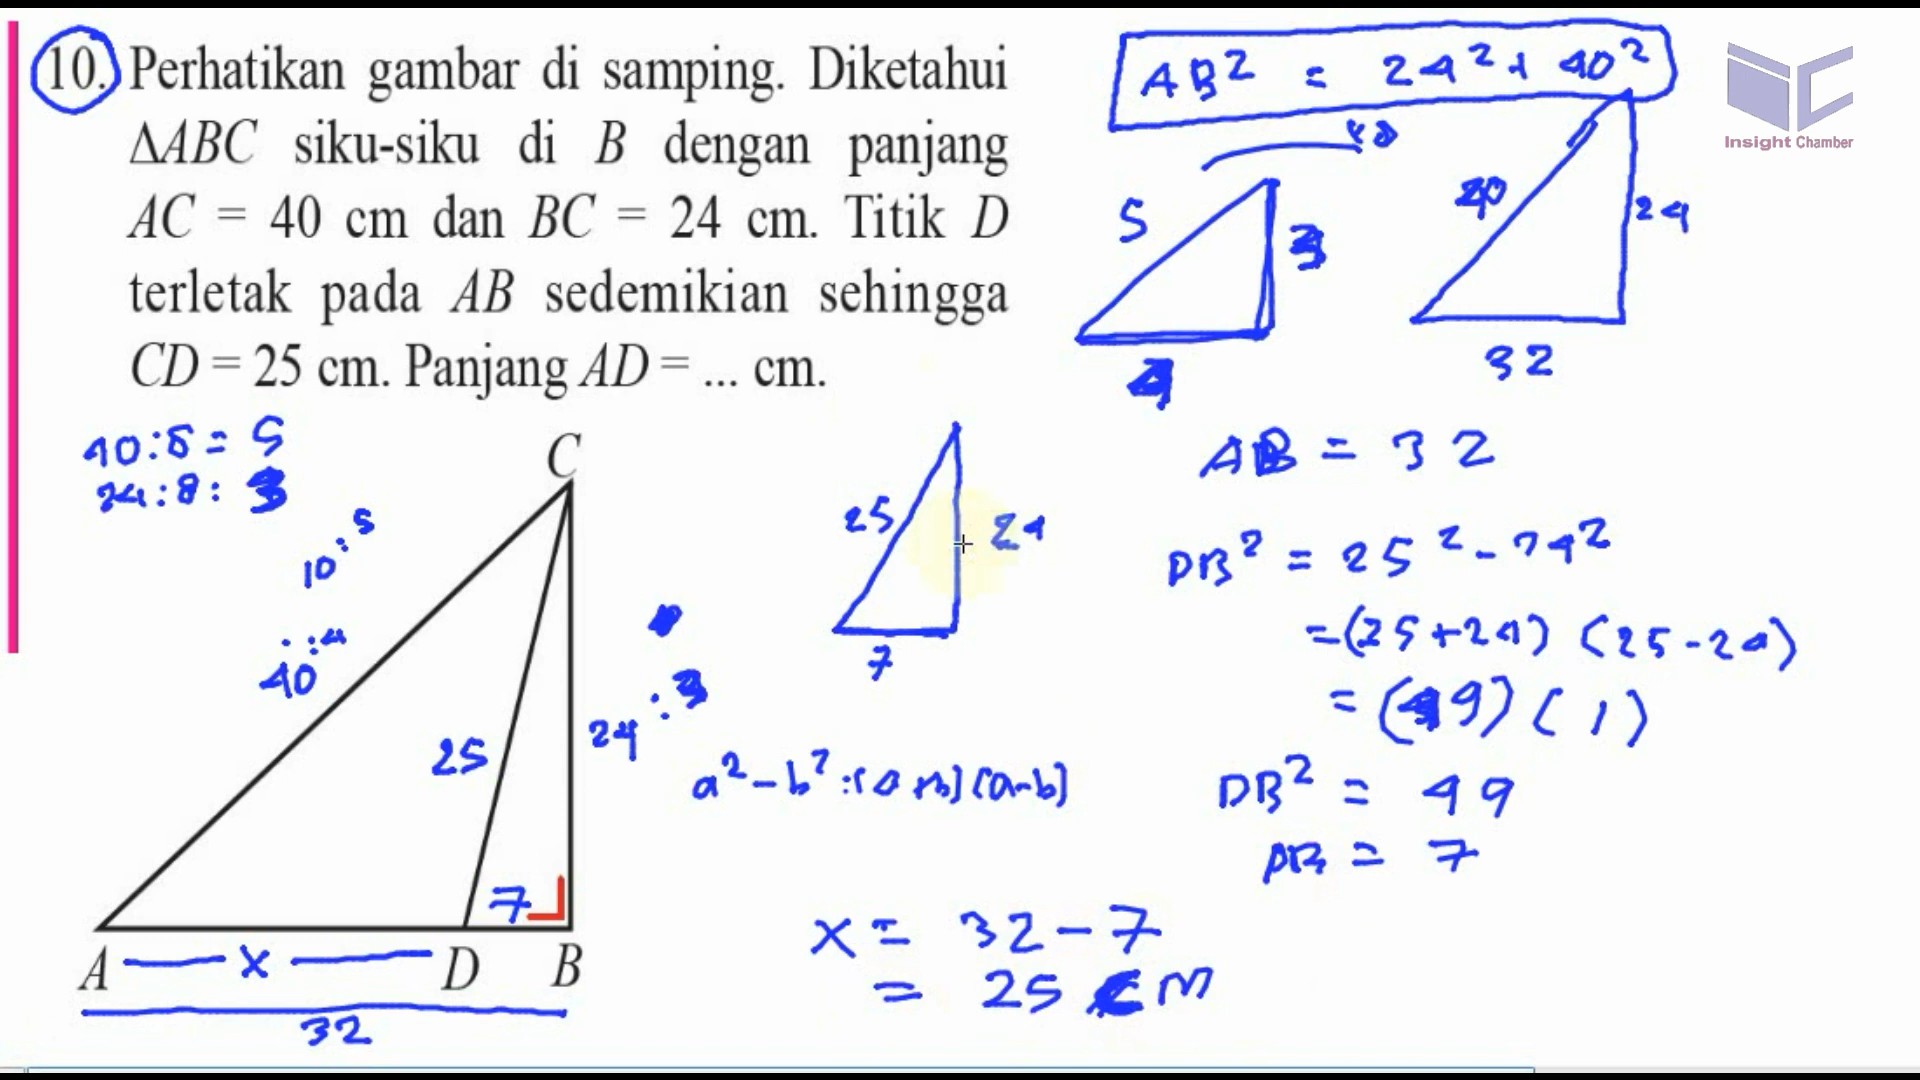 10. Perhatikan gambar di samping. Diketahui
ΔABC siku-siku di B dengan panjang
AC = 40 cm dan BC = 24 cm. Titik D
terletak pada AB sedemikian sehingga
CD = 25 cm. Panjang AD = ... cm.
AB² = 24² + 40²
Insight Chamber
5
3
4
40
24
32
40 : 8 = 5
24 : 8 : 3
C
10 : 5
40
25
24
: 3
7
A
x
D
B
32
25
24
7
a² - b² : (a + b) (a - b)
AB = 32
DB² = 25² - 24²
= (25 + 24) (25 - 24)
= (49) (1)
DB² = 49
DB = 7
x = 32 - 7
= 25 cm